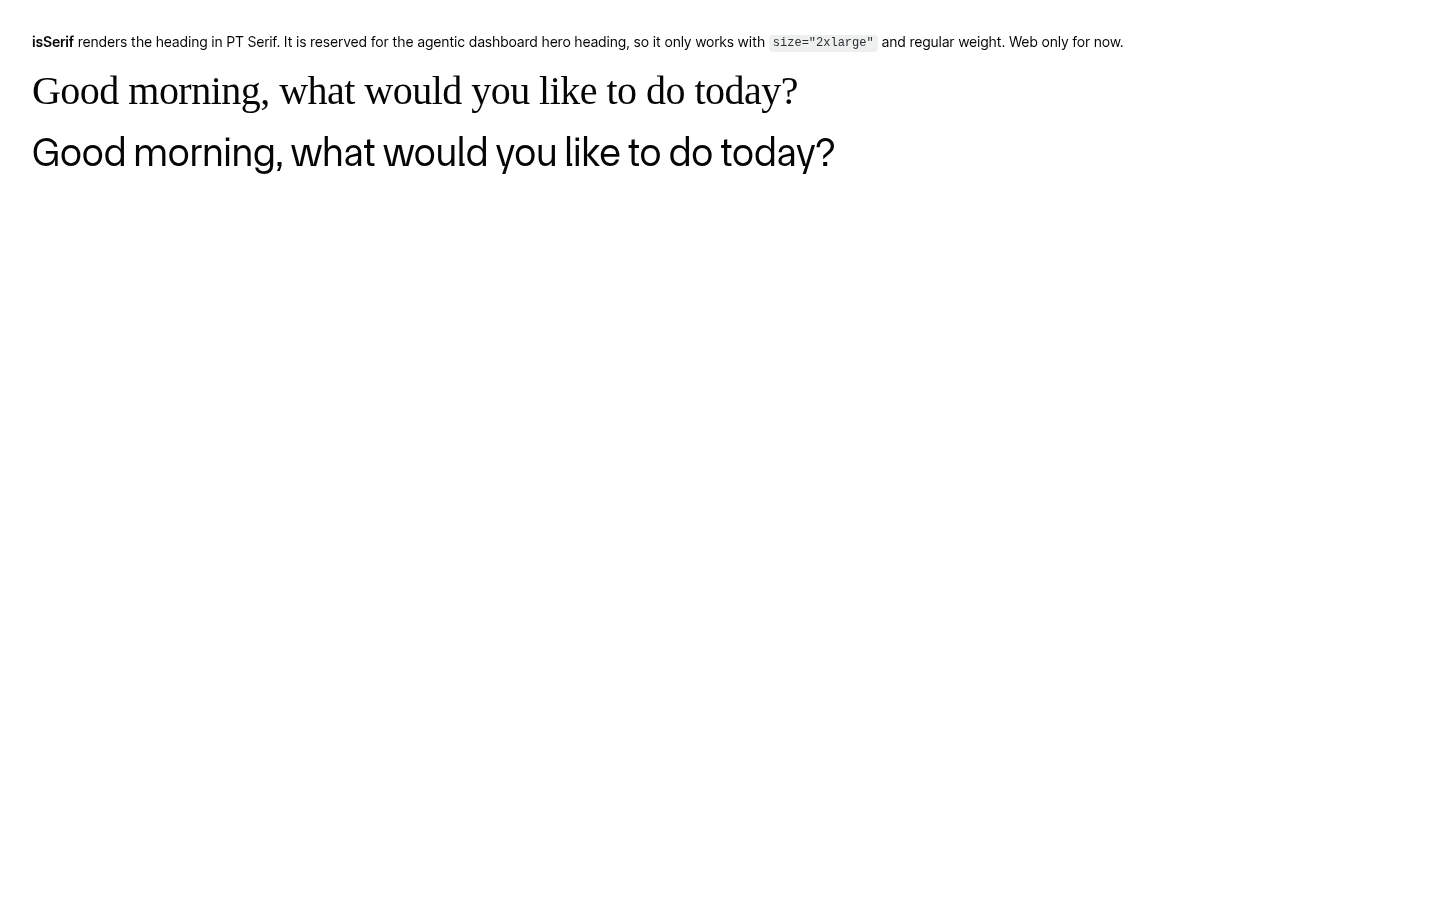 isSerif renders the heading in PT Serif. It is reserved for the agentic dashboard hero heading, so it only works with size="2xlarge" and regular weight. Web only for now.
Good morning, what would you like to do today?
Good morning, what would you like to do today?